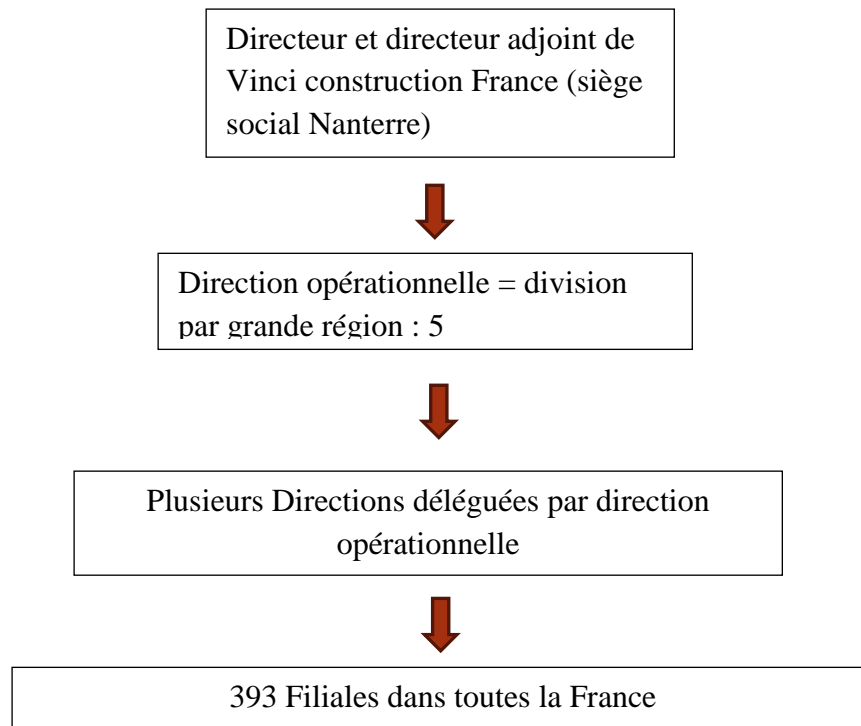 Directeur et directeur adjoint de
Vinci construction France (siège
social Nanterre)
Direction opérationnelle = division
par grande région : 5
Plusieurs Directions déléguées par direction
opérationnelle
393 Filiales dans toutes la France